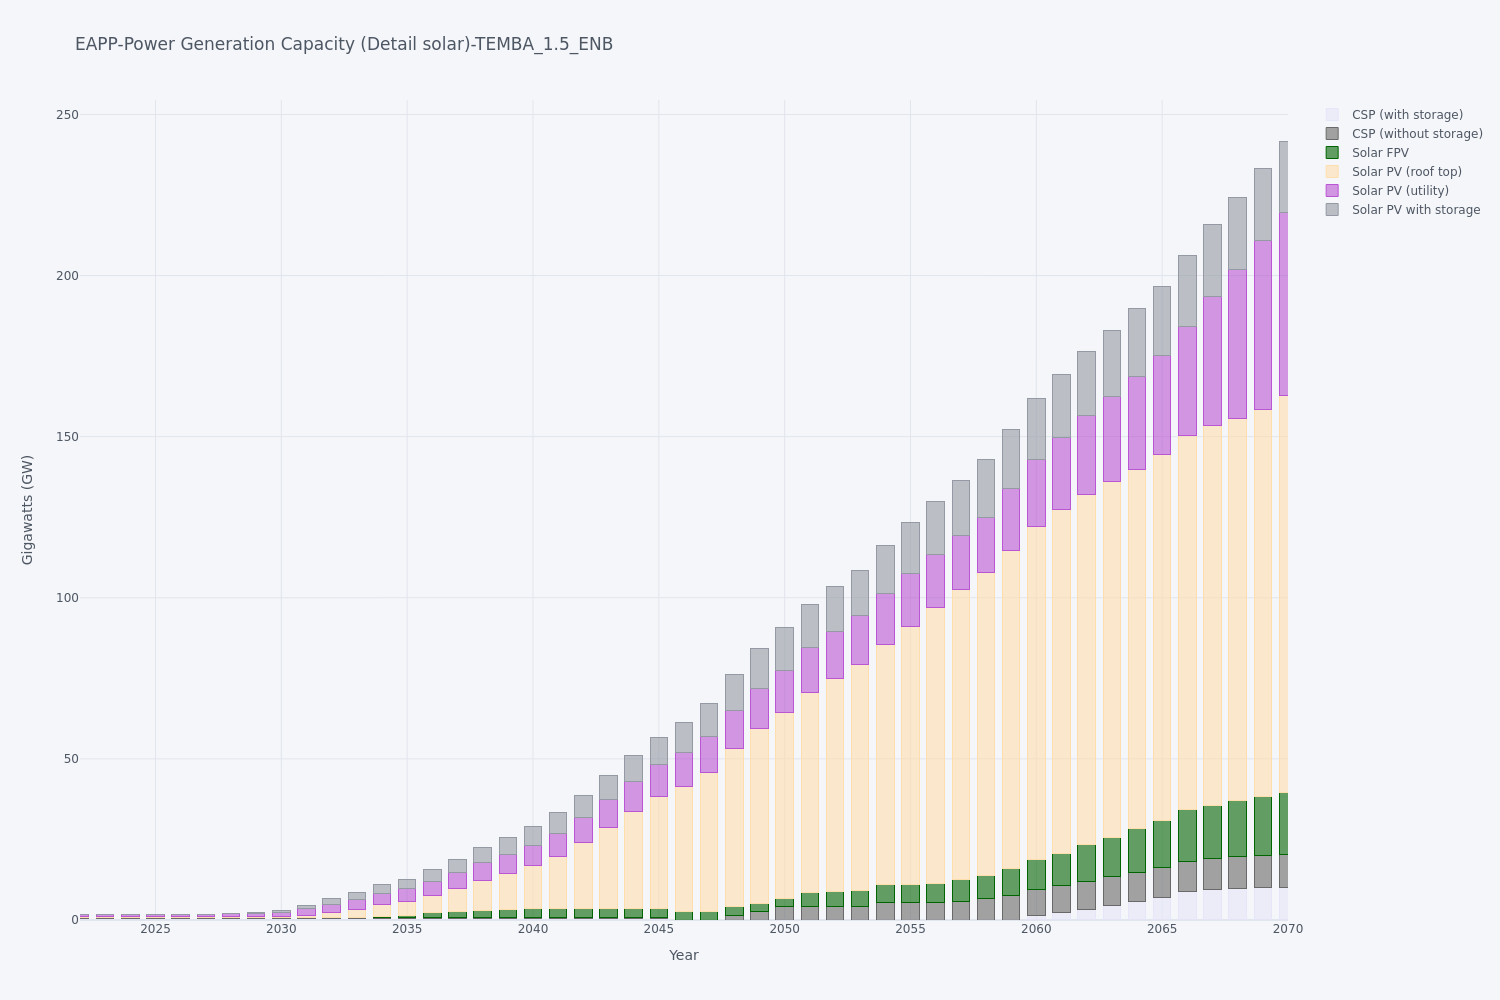 EAPP-Power Generation Capacity (Detail solar)-TEMBA_1.5_ENB
250
200
150
100
50
0
Gigawatts (GW)
2025
2030
2035
2040
2045
2050
2055
2060
2065
2070
Year
CSP (with storage)
CSP (without storage)
Solar FPV
Solar PV (roof top)
Solar PV (utility)
Solar PV with storage